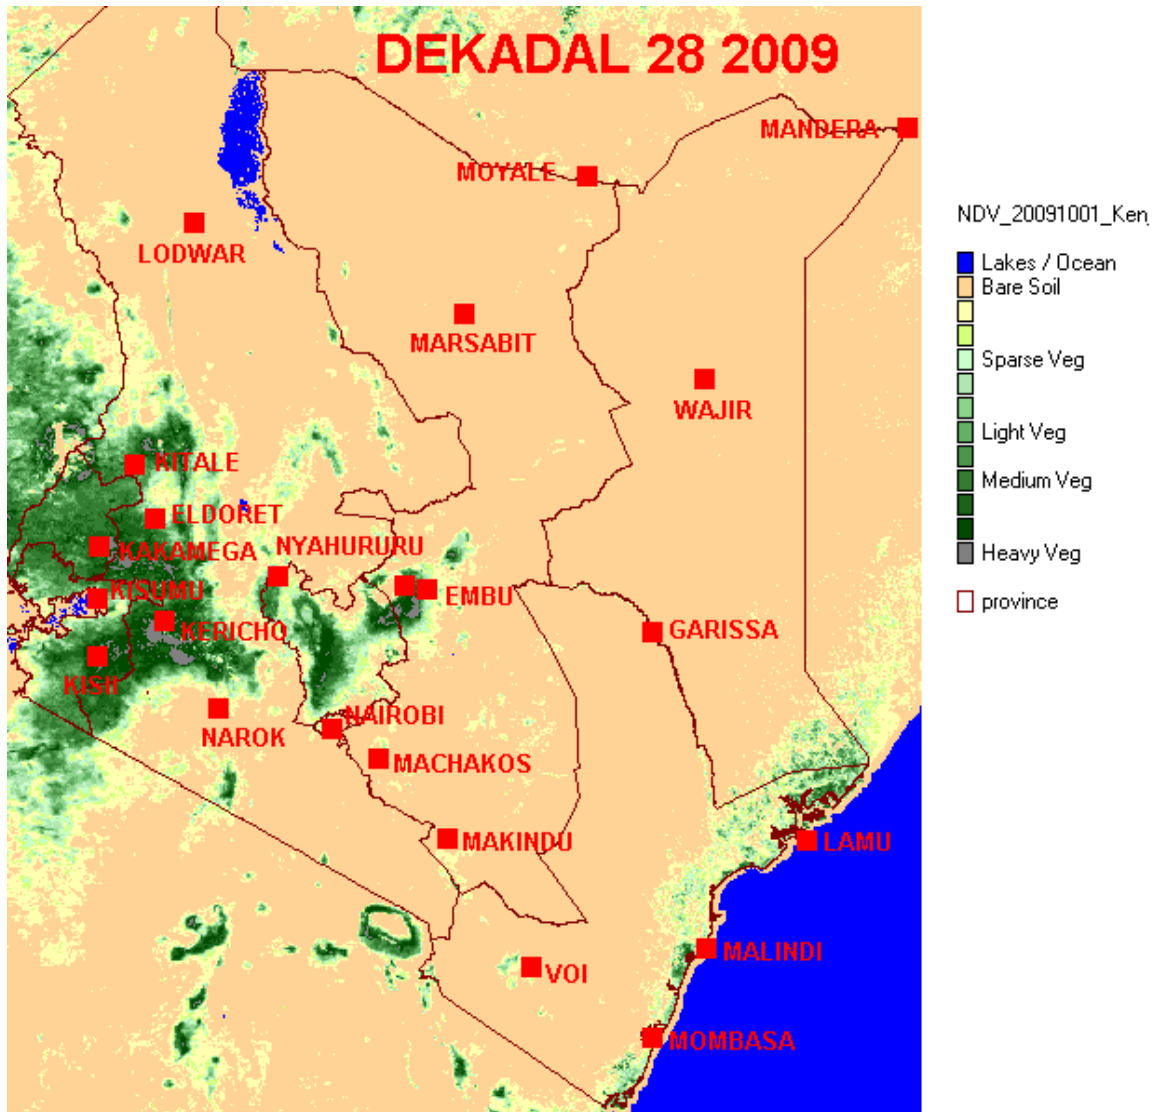 DEKADAL 28 2009
MANDERA
MOYALE
LODWAR
MARSABIT
WAJIR
KITALE
ELDORET
KAKAMEGA
NYAHURURU
KISUMU
EMBU
KERICHO
GARISSA
KISII
NAROK
NAIROBI
MACHAKOS
MAKINDU
LAMU
MALINDI
VOI
MOMBASA
NDV_20091001_Ken
Lakes / Ocean
Bare Soil
Sparse Veg
Light Veg
Medium Veg
Heavy Veg
province